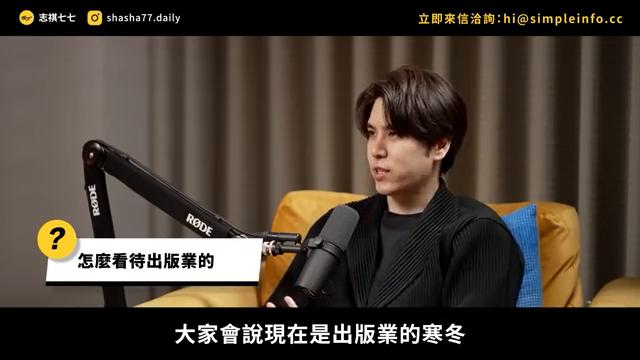 志祺七七
shasha77.daily
立即來信洽詢：hi@simpleinfo.cc
RØDE
RØDE
?
怎麼看待出版業的
大家會說現在是出版業的寒冬